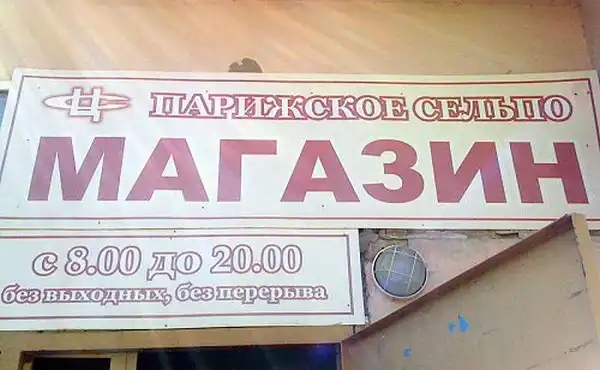 ПАРИЖСКОЕ СЕЛЬПО
МАГАЗИН
с 8.00 до 20.00
без выходных, без перерыва